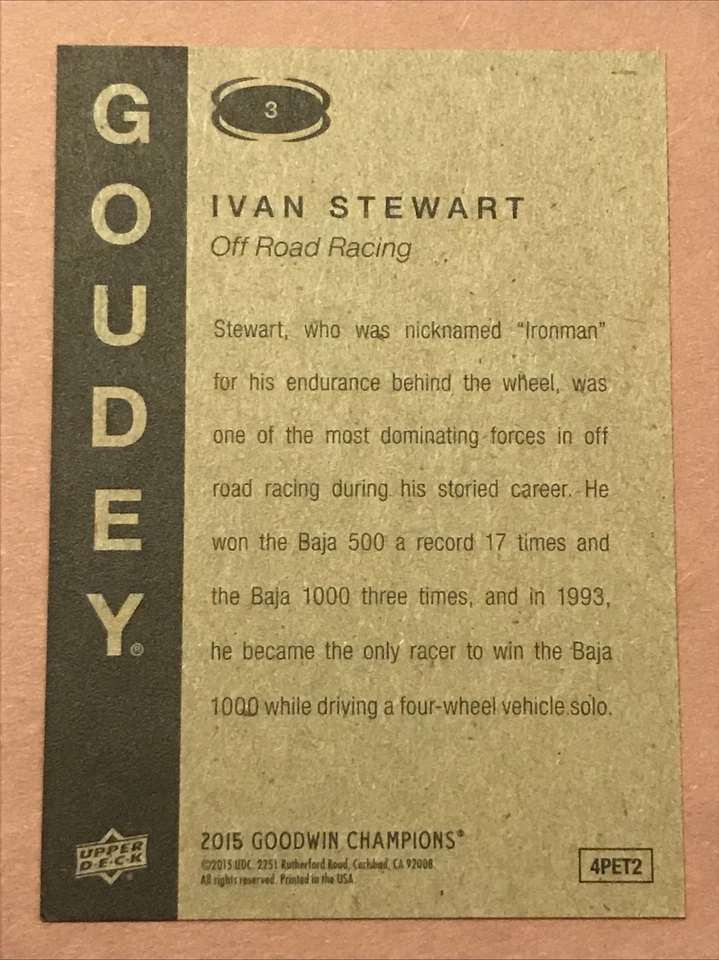 GOUDEY®
3
IVAN STEWART
Off Road Racing
Stewart, who was nicknamed "Ironman"
for his endurance behind the wheel, was
one of the most dominating forces in off
road racing during his storied career. He
won the Baja 500 a record 17 times and
the Baja 1000 three times, and in 1993,
he became the only racer to win the Baja
1000 while driving a four-wheel vehicle solo.
UPPER
D·E·C·K
®
2015 GOODWIN CHAMPIONS®
©2015 UDC, 2251 Rutherford Road, Carlsbad, CA 92008.
All rights reserved. Printed in the USA.
4PET2